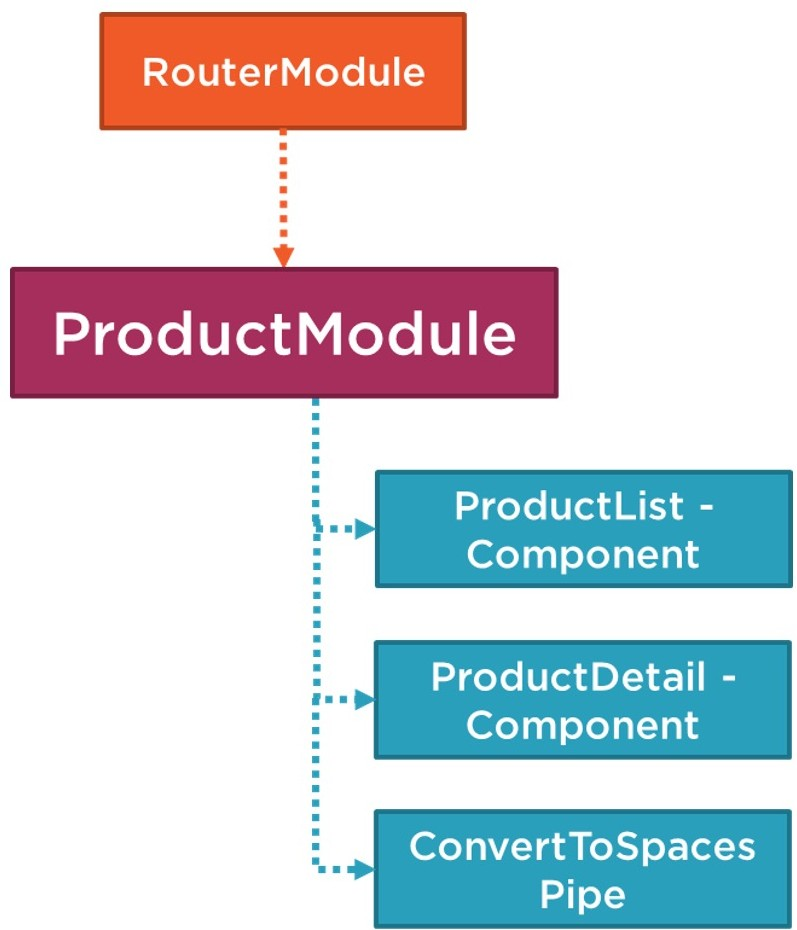 RouterModule
ProductModule
ProductList -
Component
ProductDetail -
Component
ConvertToSpaces
Pipe